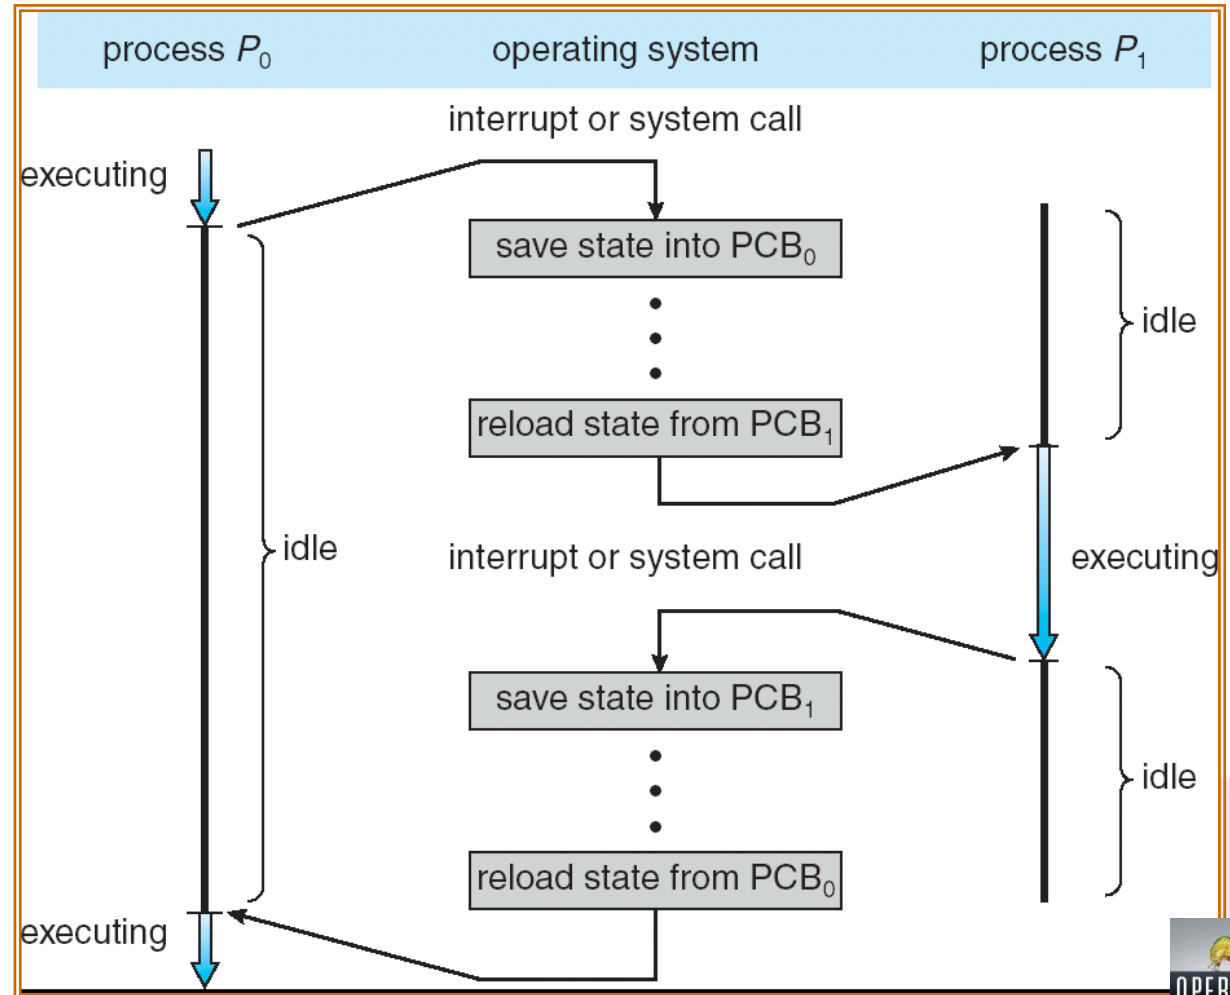 process P₀ operating system process P₁
interrupt or system call
executing
save state into PCB₀
idle
reload state from PCB₁
idle
interrupt or system call
executing
save state into PCB₁
idle
reload state from PCB₀
executing